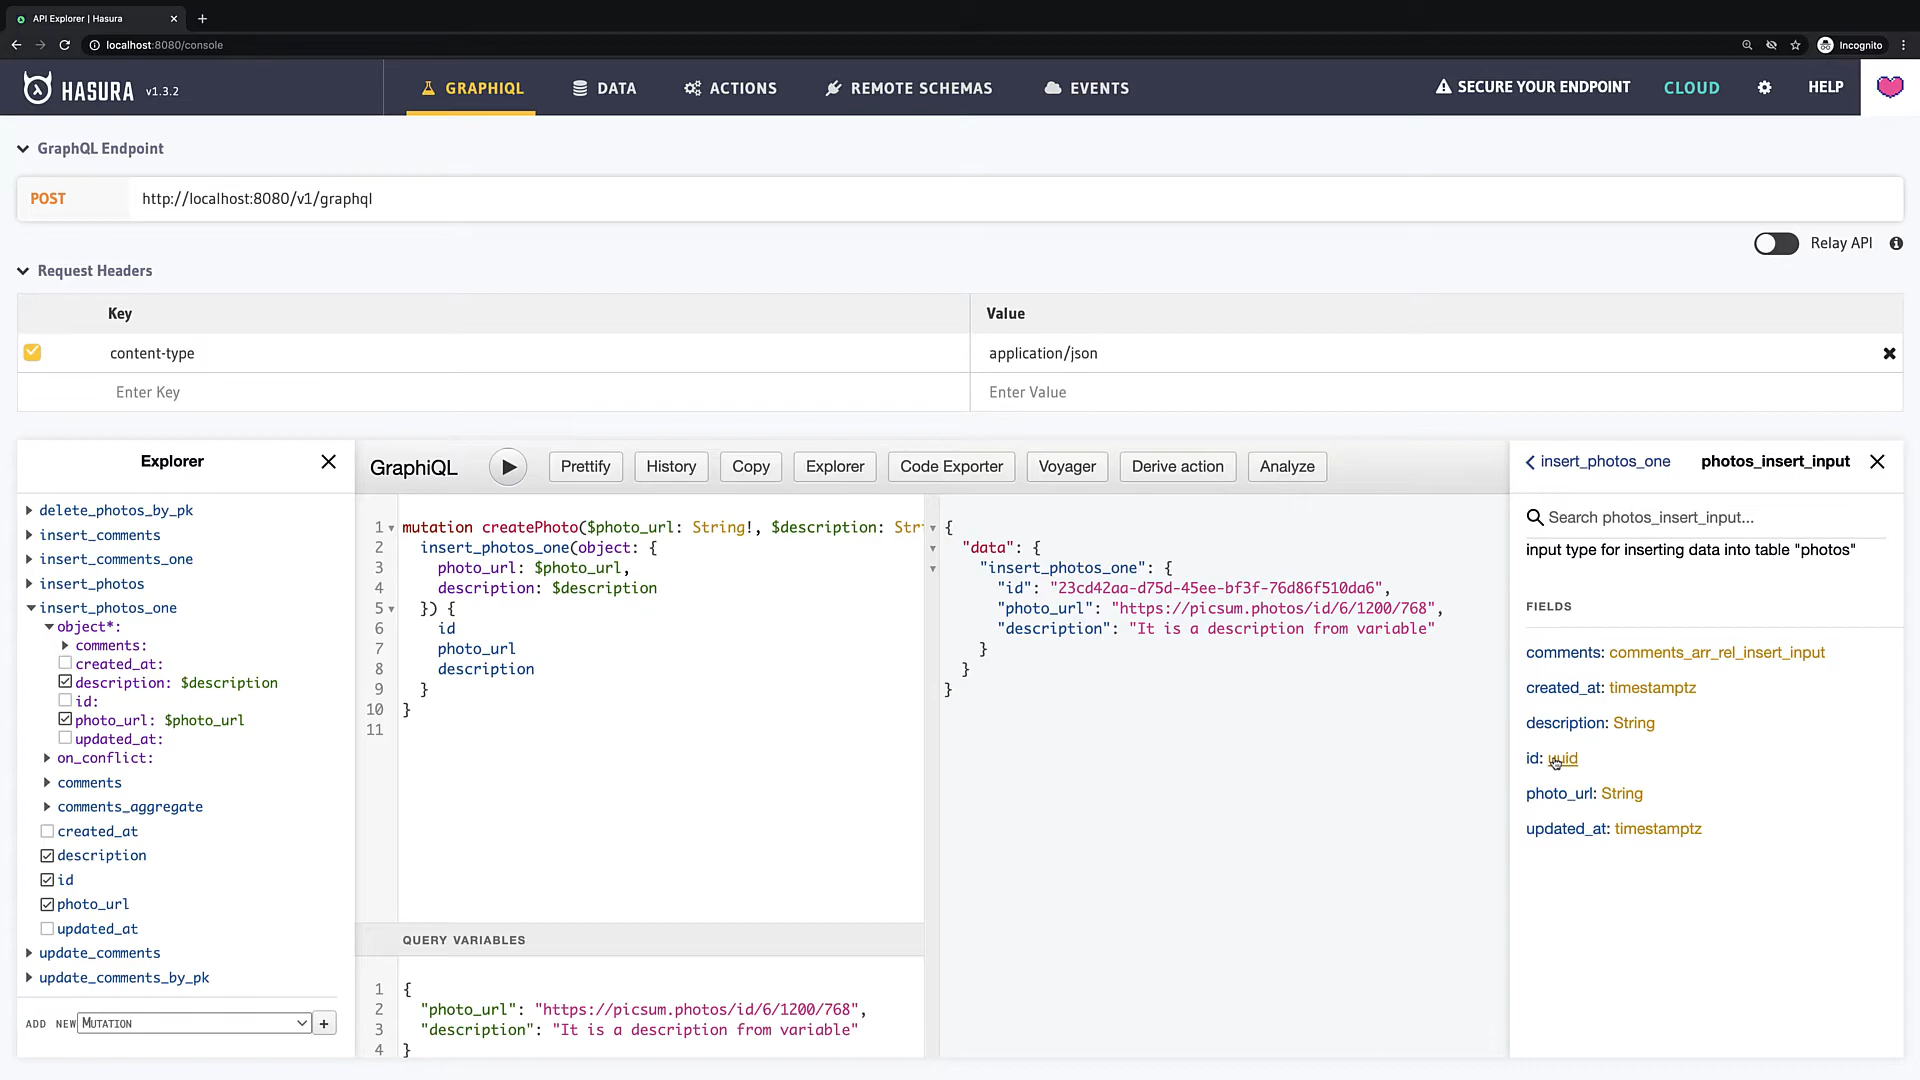 API Explorer | Hasura
localhost:8080/console
Incognito
HASURA v1.3.2
GRAPHIQL
DATA
ACTIONS
REMOTE SCHEMAS
EVENTS
SECURE YOUR ENDPOINT
CLOUD
HELP
GraphQL Endpoint
POST
http://localhost:8080/v1/graphql
Relay API
Request Headers
Key
Value
content-type
application/json
Enter Key
Enter Value
Explorer
delete_photos_by_pk
insert_comments
insert_comments_one
insert_photos
insert_photos_one
object*:
comments:
created_at:
description: $description
id:
photo_url: $photo_url
updated_at:
on_conflict:
comments
comments_aggregate
created_at
description
id
photo_url
updated_at
update_comments
update_comments_by_pk
ADD NEW MUTATION
GraphiQL
Prettify
History
Copy
Explorer
Code Exporter
Voyager
Derive action
Analyze
1 mutation createPhoto($photo_url: String!, $description: Str
2 insert_photos_one(object: {
3 photo_url: $photo_url,
4 description: $description
5 }) {
6 id
7 photo_url
8 description
9 }
10 }
11
QUERY VARIABLES
1 {
2 "photo_url": "https://picsum.photos/id/6/1200/768",
3 "description": "It is a description from variable"
4 }
{
"data": {
"insert_photos_one": {
"id": "23cd42aa-d75d-45ee-bf3f-76d86f510da6",
"photo_url": "https://picsum.photos/id/6/1200/768",
"description": "It is a description from variable"
}
}
}
insert_photos_one
photos_insert_input
Search photos_insert_input...
input type for inserting data into table "photos"
FIELDS
comments: comments_arr_rel_insert_input
created_at: timestamptz
description: String
id: uuid
photo_url: String
updated_at: timestamptz